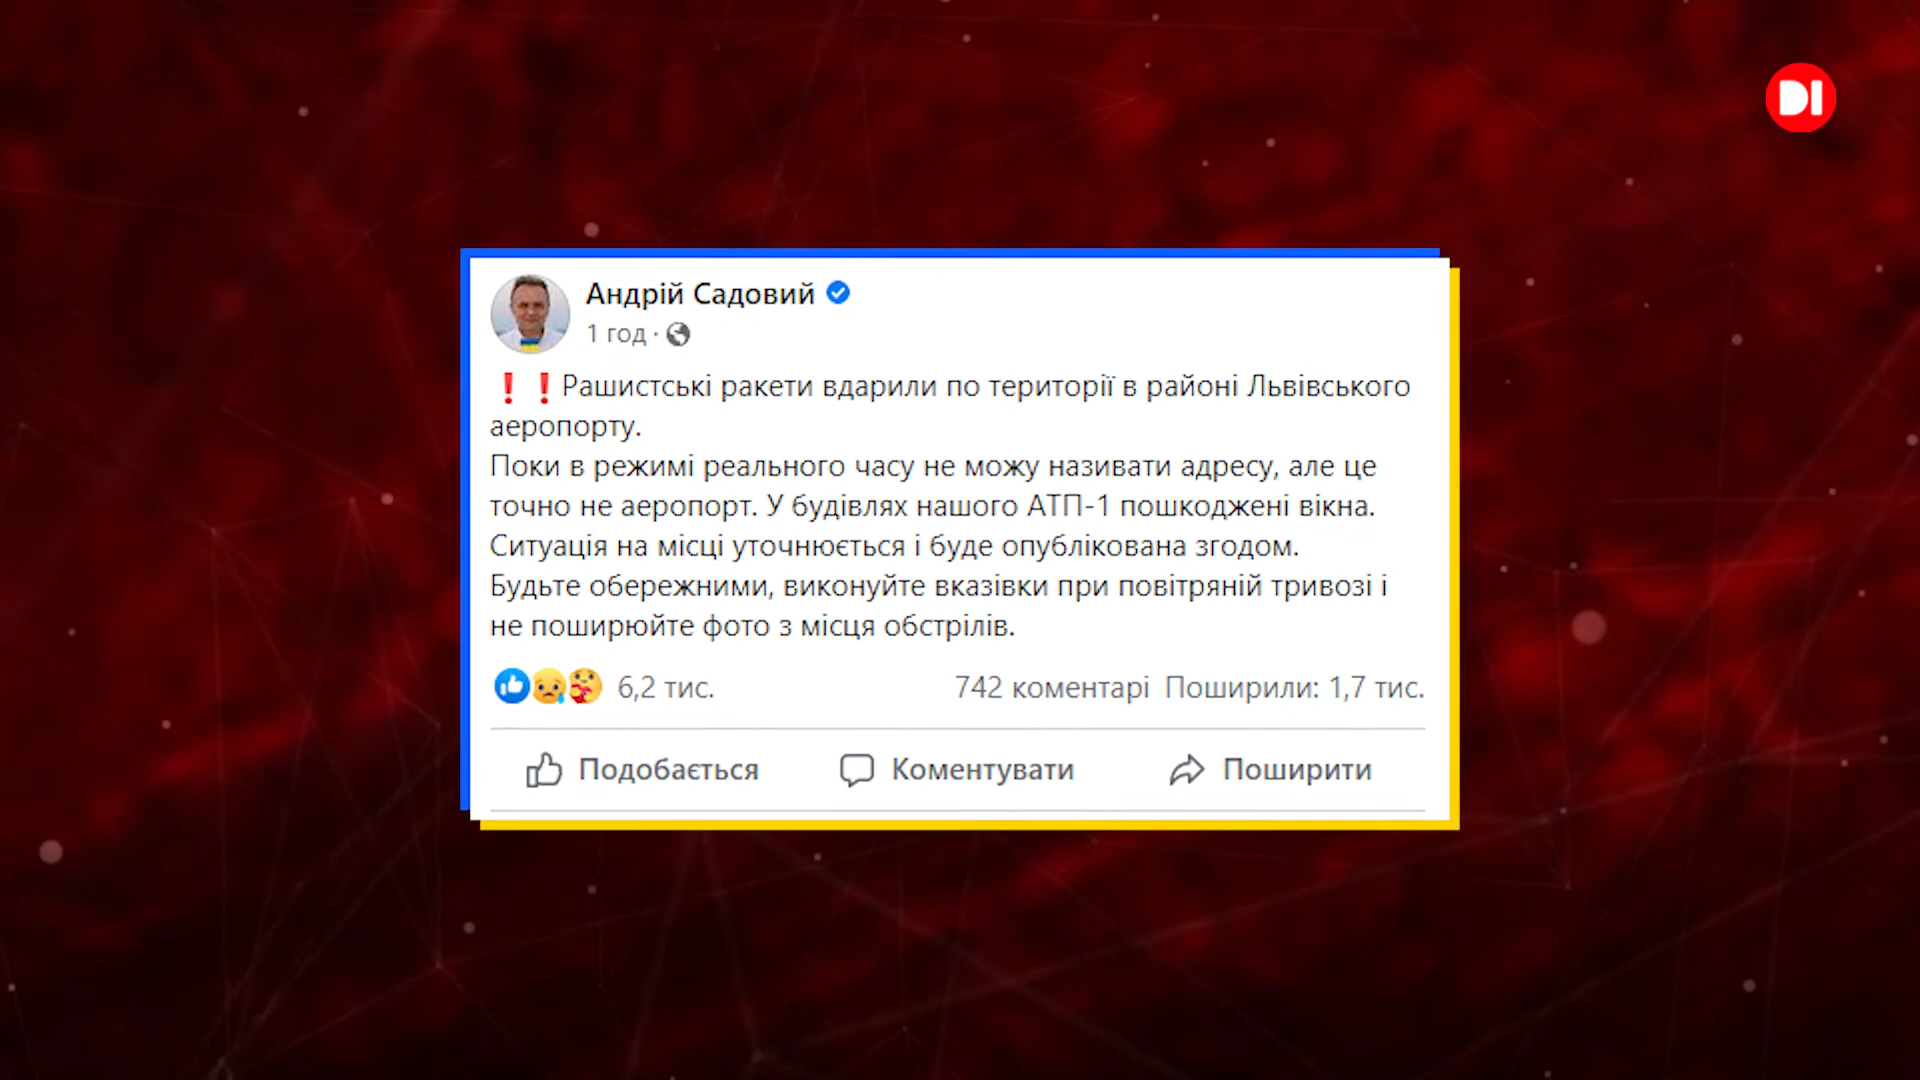 DI
Андрій Садовий
1 год ·
❗❗Рашистські ракети вдарили по території в районі Львівського
аеропорту.
Поки в режимі реального часу не можу називати адресу, але це
точно не аеропорт. У будівлях нашого АТП-1 пошкоджені вікна.
Ситуація на місці уточнюється і буде опублікована згодом.
Будьте обережними, виконуйте вказівки при повітряній тривозі і
не поширюйте фото з місця обстрілів.
6,2 тис. 742 коментарі Поширили: 1,7 тис.
Подобається Коментувати Поширити